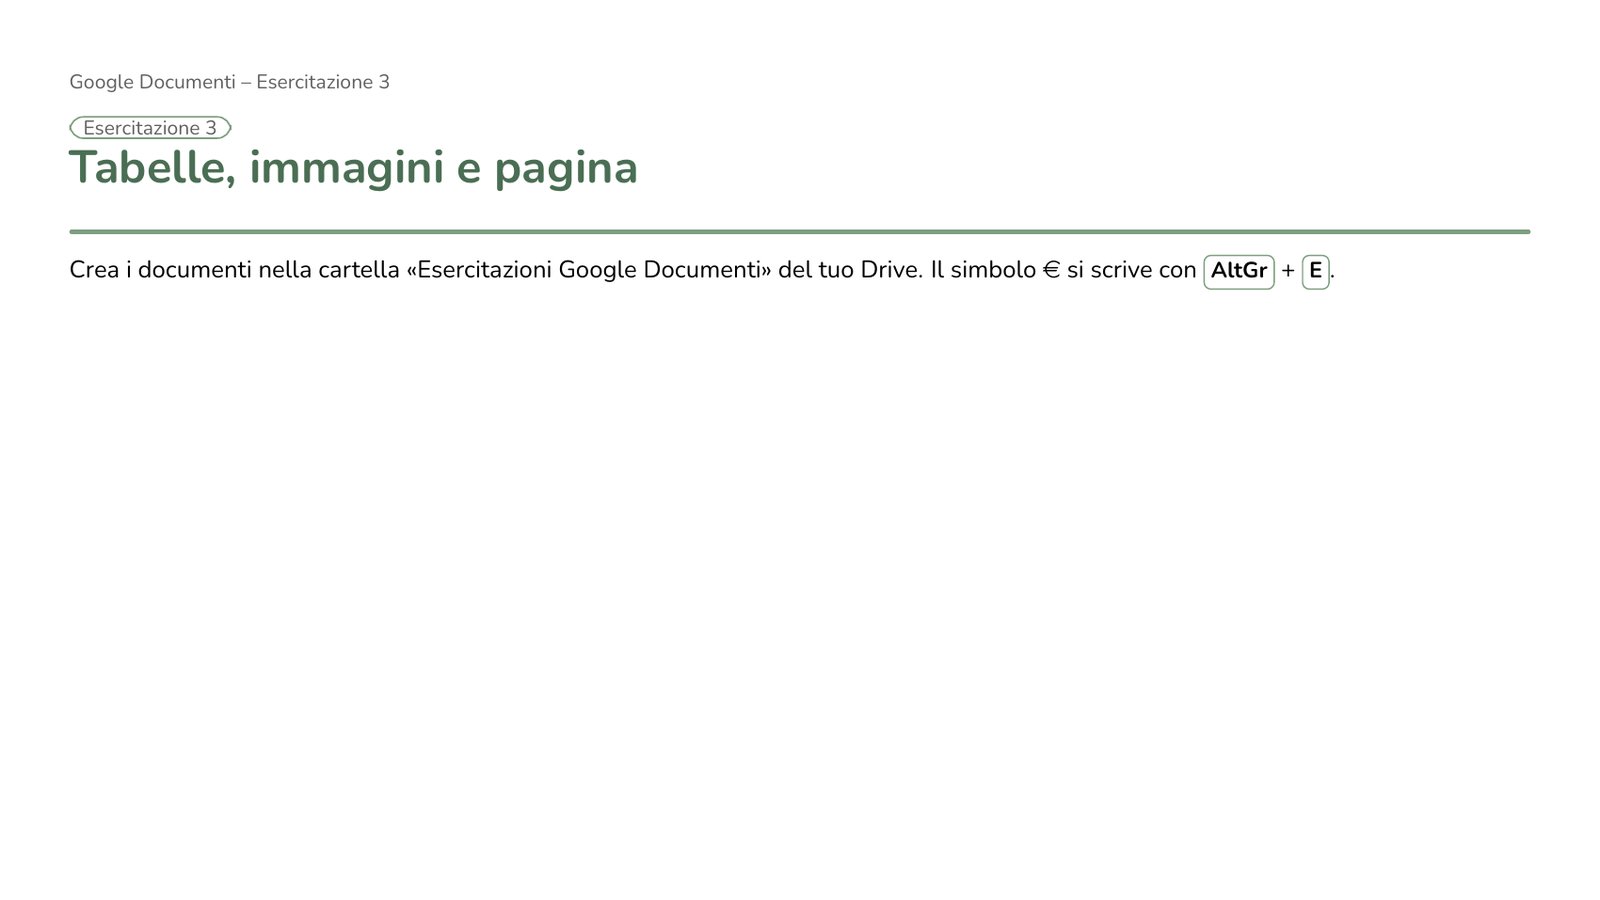 Google Documenti – Esercitazione 3
Esercitazione 3
Tabelle, immagini e pagina
Crea i documenti nella cartella «Esercitazioni Google Documenti» del tuo Drive. Il simbolo € si scrive con AltGr + E.